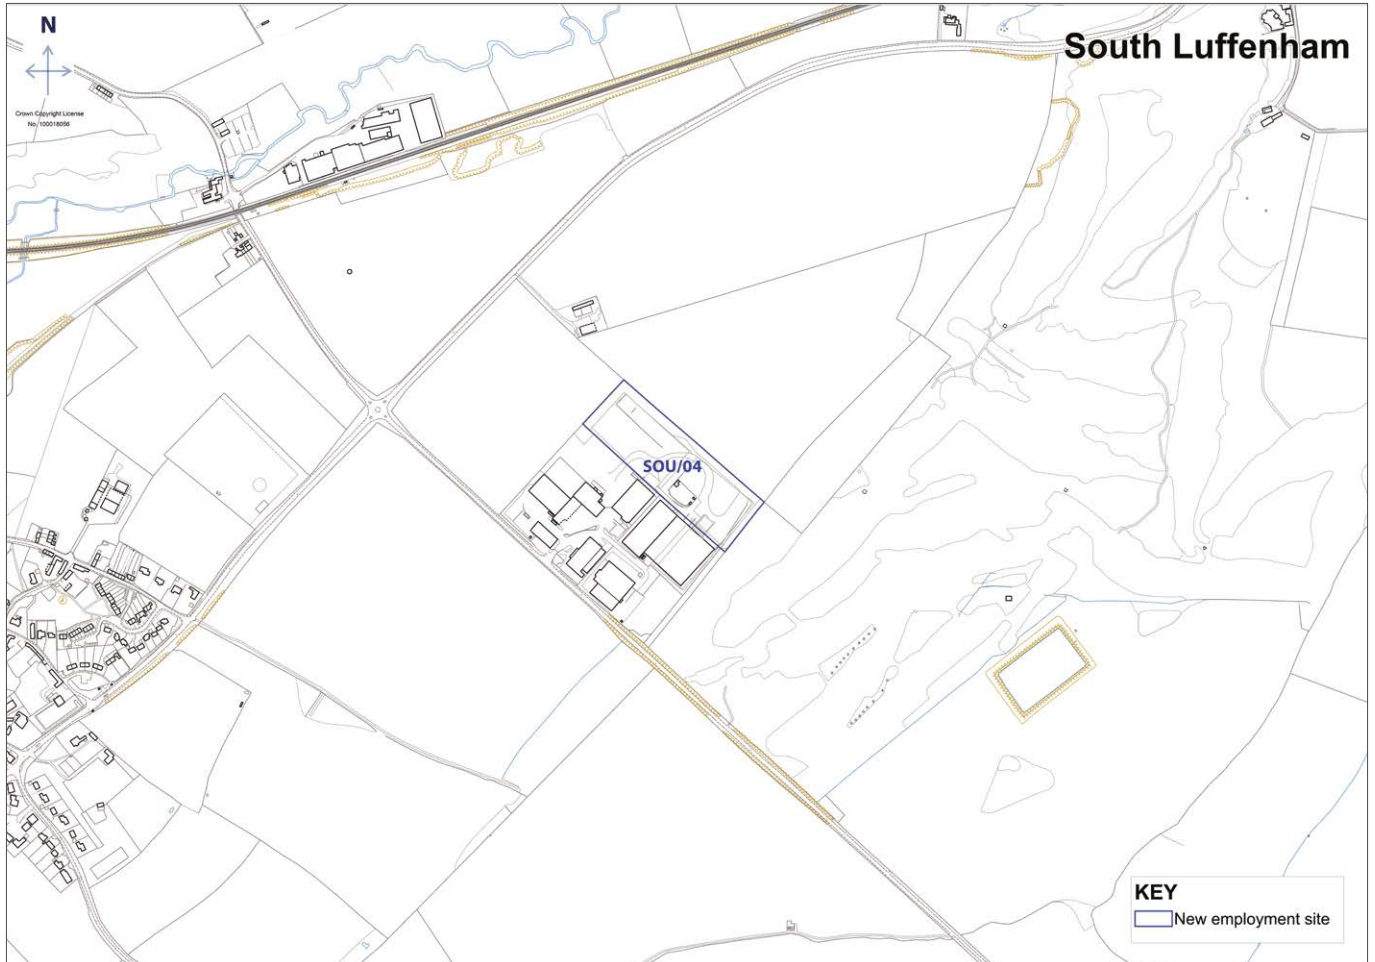 N
South Luffenham
Crown Copyright License
No. 100018056
SOU/04
KEY
New employment site